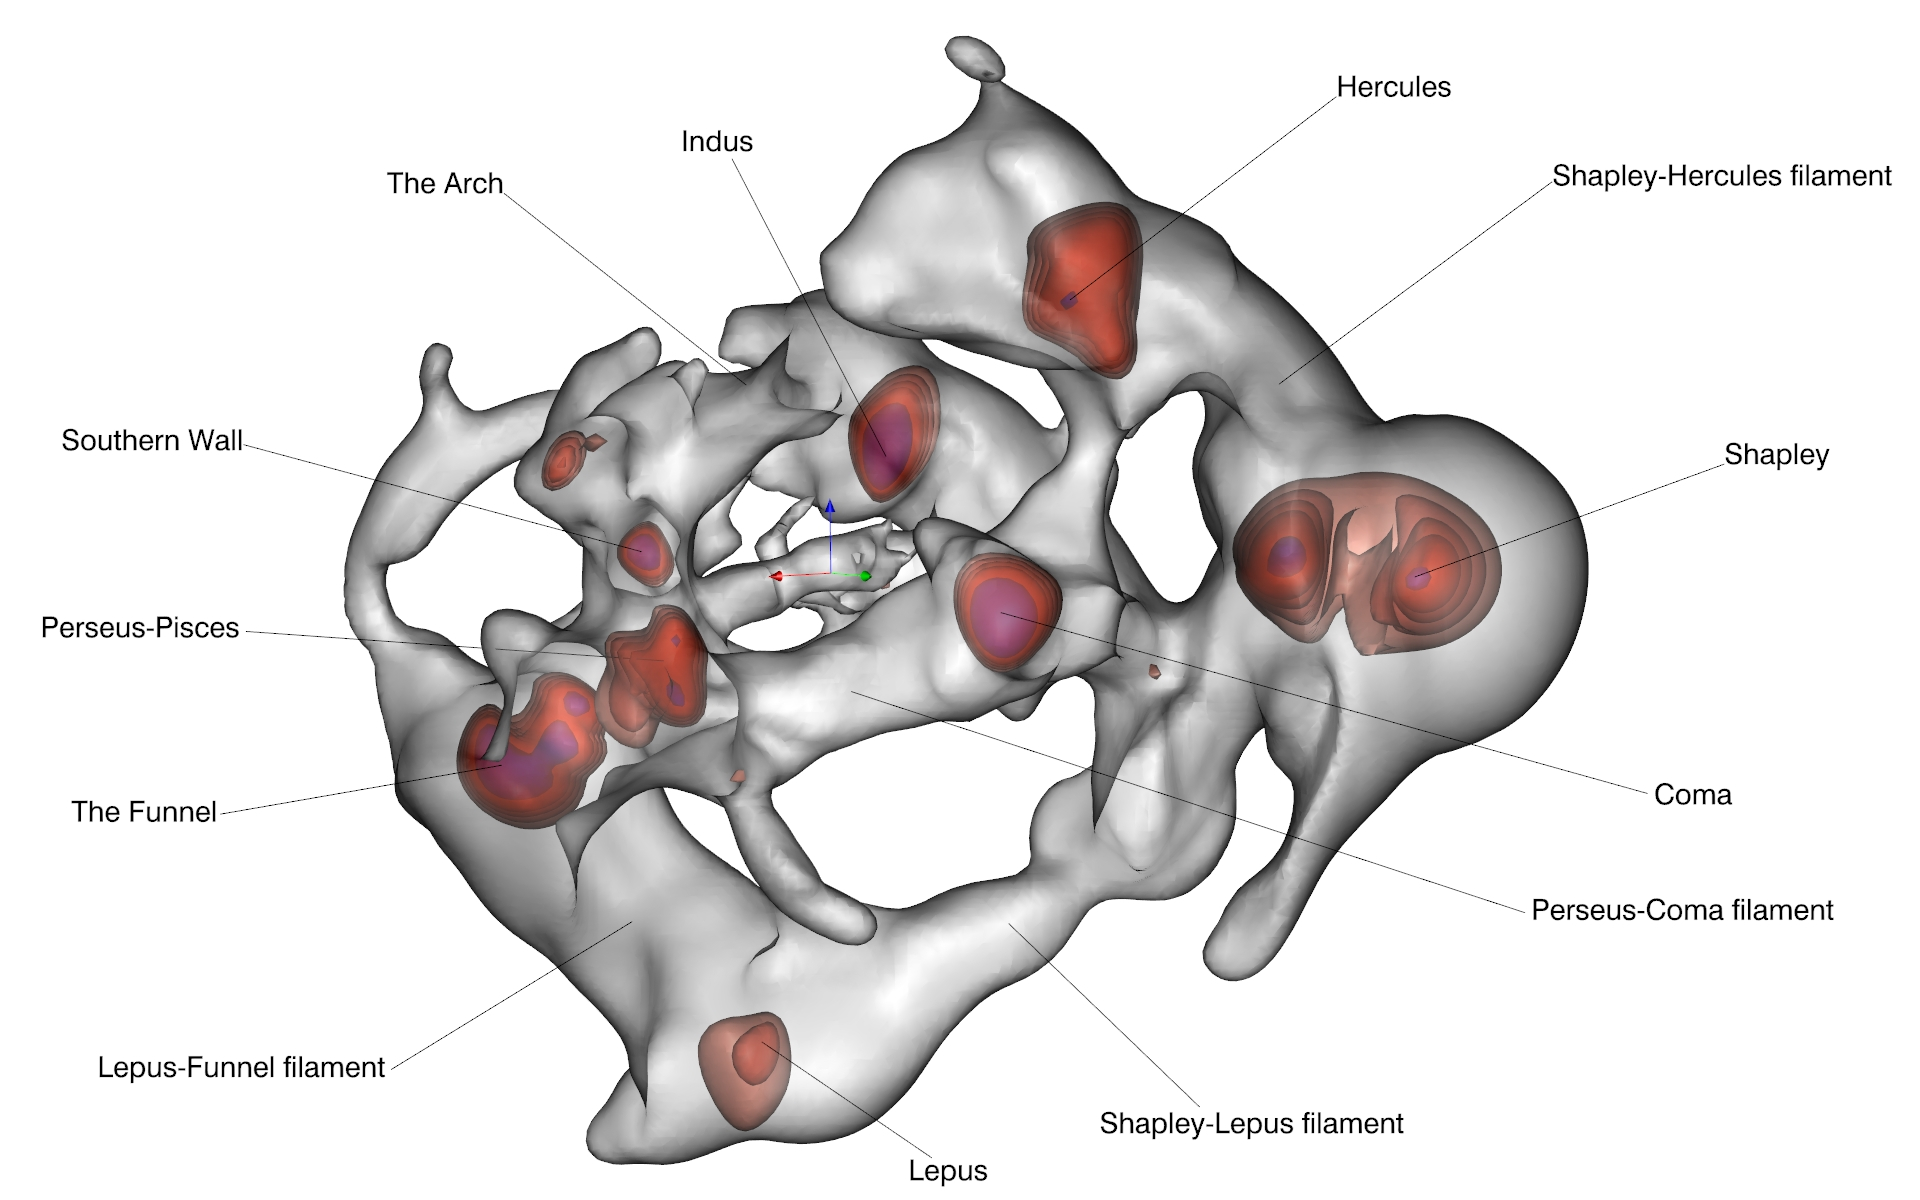 Hercules
Indus
Shapley-Hercules filament
The Arch
Southern Wall
Shapley
Perseus-Pisces
Coma
The Funnel
Perseus-Coma filament
Lepus-Funnel filament
Shapley-Lepus filament
Lepus